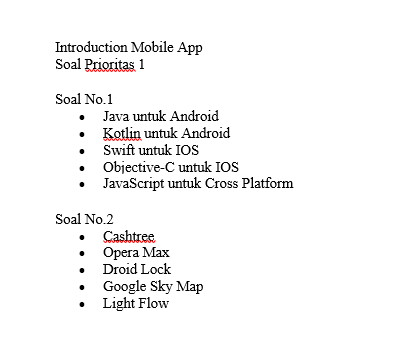 Introduction Mobile App
Soal Prioritas 1
Soal No.1
• Java untuk Android
• Kotlin untuk Android
• Swift untuk IOS
• Objective-C untuk IOS
• JavaScript untuk Cross Platform
Soal No.2
• Cashtree
• Opera Max
• Droid Lock
• Google Sky Map
• Light Flow